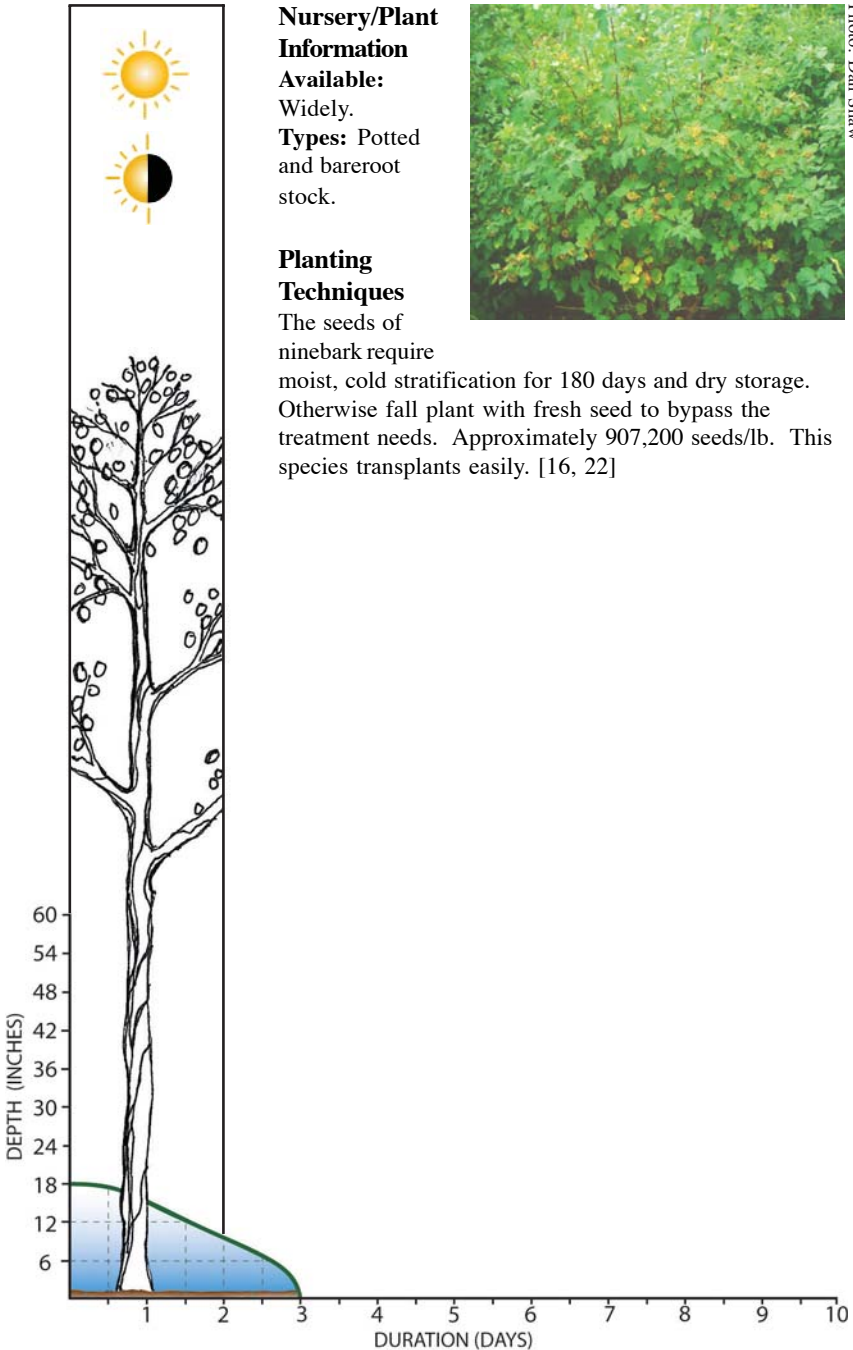 Nursery/Plant
Information
Available:
Widely.
Types: Potted
and bareroot
stock.
Photo: Dan Shaw
Planting
Techniques
The seeds of
ninebark require
moist, cold stratification for 180 days and dry storage.
Otherwise fall plant with fresh seed to bypass the
treatment needs. Approximately 907,200 seeds/lb. This
species transplants easily. [16, 22]
60
54
48
42
36
30
24
18
12
6
DEPTH (INCHES)
1 2 3 4 5 6 7 8 9 10
DURATION (DAYS)